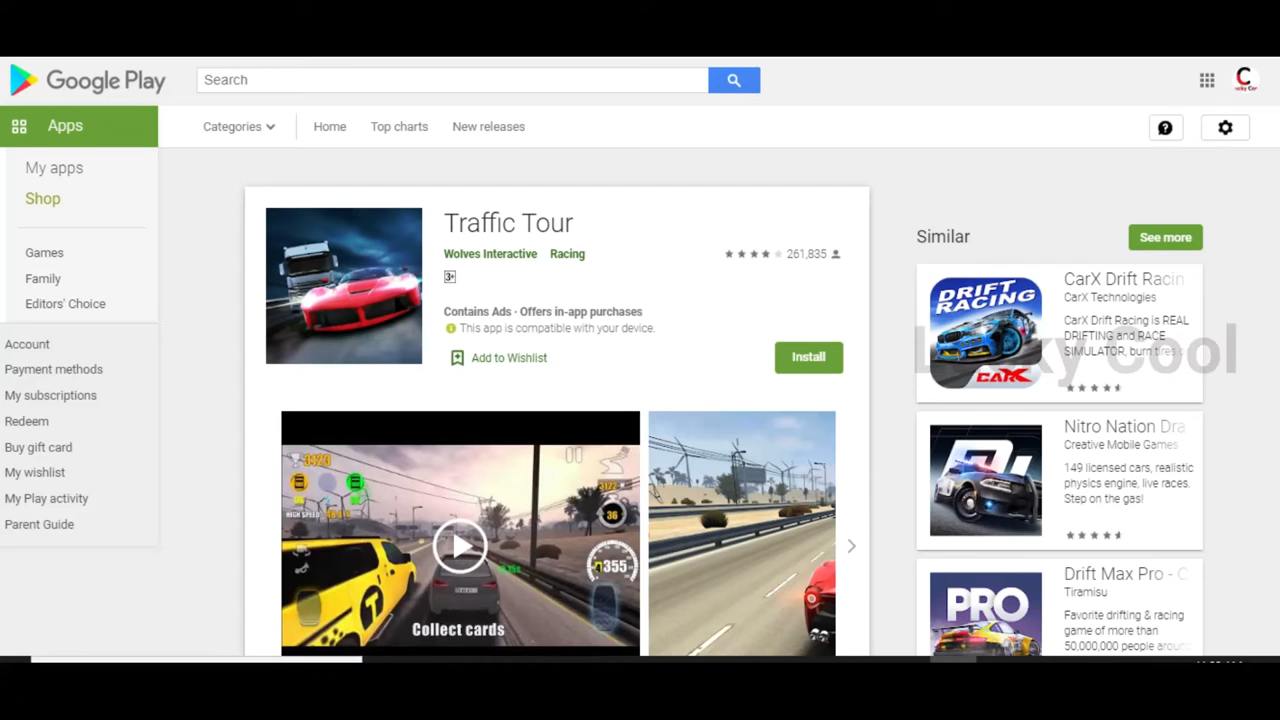 Google Play
Search
C
Apps
Categories
Home
Top charts
New releases
My apps
Shop
Games
Family
Editors' Choice
Account
Payment methods
My subscriptions
Redeem
Buy gift card
My wishlist
My Play activity
Parent Guide
Traffic Tour
Wolves Interactive Racing
261,835
3+
Contains Ads · Offers in-app purchases
This app is compatible with your device.
Add to Wishlist
Install
3123
HIGH SPEED
3122
36
355
Collect cards
Similar
See more
DRIFT
RACING
CARX
CarX Drift Racin
CarX Technologies
CarX Drift Racing is REAL
DRIFTING and RACE
SIMULATOR, burn tires
Nitro Nation Dra
Creative Mobile Games
149 licensed cars, realistic
physics engine, live races.
Step on the gas!
PRO
Drift Max Pro - C
Tiramisu
Favorite drifting & racing
game of more than
50,000,000 people aroun
Lucky Cool